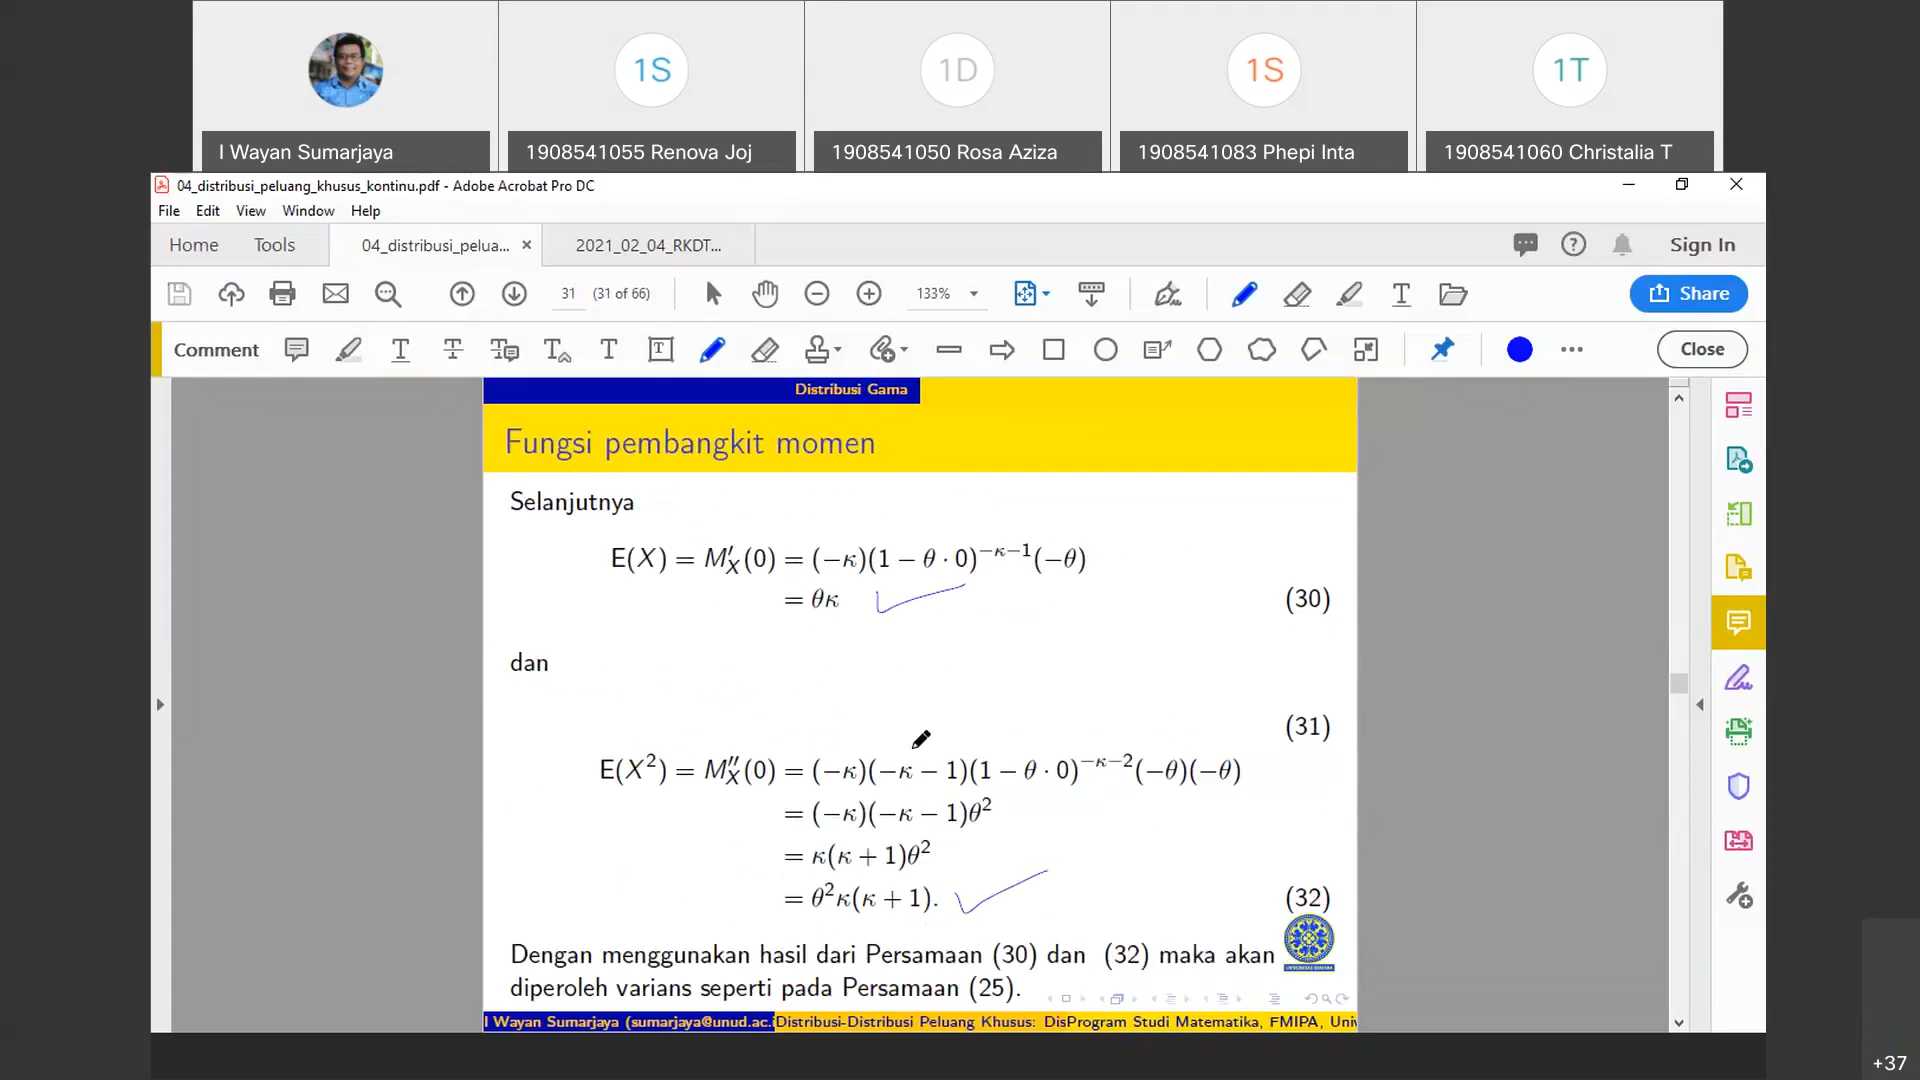 1S
1D
1S
1T
I Wayan Sumarjaya
1908541055 Renova Joj
1908541050 Rosa Aziza
1908541083 Phepi Inta
1908541060 Christalia T
04_distribusi_peluang_khusus_kontinu.pdf - Adobe Acrobat Pro DC
File Edit View Window Help
Home Tools 04_distribusi_pelua... × 2021_02_04_RKDT... Sign In
31 (31 of 66) 133% Share
Comment Close
Distribusi Gama
Fungsi pembangkit momen
Selanjutnya
E(X) = M′_X(0) = (−κ)(1 − θ · 0)^{−κ−1}(−θ)
= θκ (30)
dan
(31)
E(X²) = M″_X(0) = (−κ)(−κ − 1)(1 − θ · 0)^{−κ−2}(−θ)(−θ)
= (−κ)(−κ − 1)θ²
= κ(κ + 1)θ²
= θ²κ(κ + 1). (32)
Dengan menggunakan hasil dari Persamaan (30) dan (32) maka akan
diperoleh varians seperti pada Persamaan (25).
I Wayan Sumarjaya (sumarjaya@unud.ac.i Distribusi-Distribusi Peluang Khusus: Dis Program Studi Matematika, FMIPA, Univ
+37